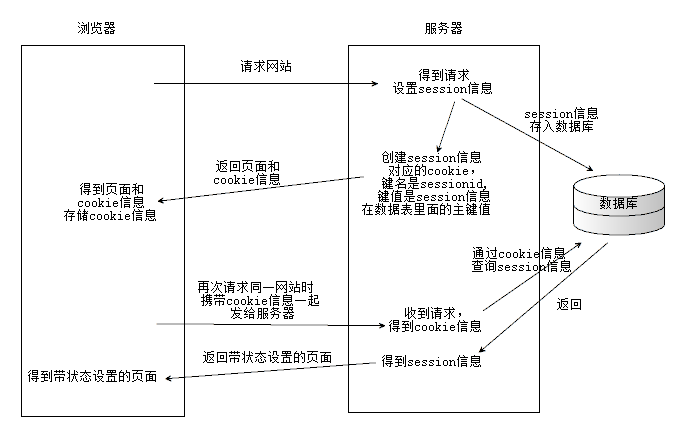 浏览器
服务器
请求网站
得到请求
设置session信息
session信息
存入数据库
创建session信息
对应的cookie，
键名是sessionid,
键值是session信息
在数据表里面的主键值
返回页面和
cookie信息
得到页面和
cookie信息
存储cookie信息
数据库
通过cookie信息
查询session信息
再次请求同一网站时
携带cookie信息一起
发给服务器
收到请求，
得到cookie信息
返回
返回带状态设置的页面
得到session信息
得到带状态设置的页面